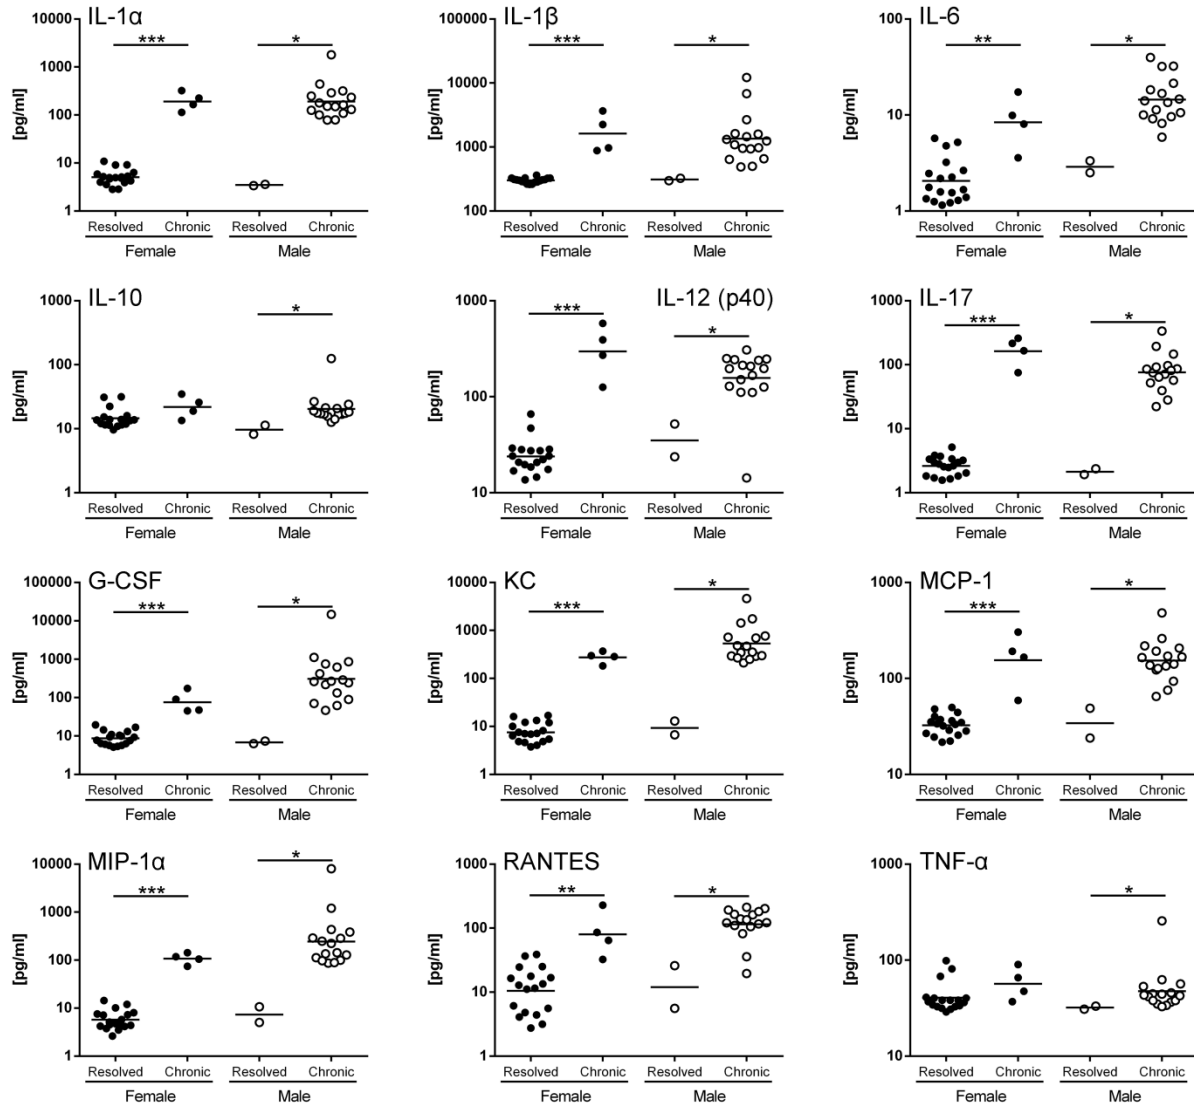 IL-1α
10000
1000
100
10
1
[pg/ml]
***
*
Resolved Chronic Resolved Chronic
Female Male
IL-1β
100000
10000
1000
100
[pg/ml]
***
*
Resolved Chronic Resolved Chronic
Female Male
IL-6
100
10
1
[pg/ml]
**
*
Resolved Chronic Resolved Chronic
Female Male
IL-10
1000
100
10
1
[pg/ml]
*
Resolved Chronic Resolved Chronic
Female Male
IL-12 (p40)
1000
100
10
[pg/ml]
***
*
Resolved Chronic Resolved Chronic
Female Male
IL-17
1000
100
10
1
[pg/ml]
***
*
Resolved Chronic Resolved Chronic
Female Male
G-CSF
100000
10000
1000
100
10
1
[pg/ml]
***
*
Resolved Chronic Resolved Chronic
Female Male
KC
10000
1000
100
10
1
[pg/ml]
***
*
Resolved Chronic Resolved Chronic
Female Male
MCP-1
1000
100
10
[pg/ml]
***
*
Resolved Chronic Resolved Chronic
Female Male
MIP-1α
10000
1000
100
10
1
[pg/ml]
***
*
Resolved Chronic Resolved Chronic
Female Male
RANTES
1000
100
10
1
[pg/ml]
**
*
Resolved Chronic Resolved Chronic
Female Male
TNF-α
1000
100
10
[pg/ml]
*
Resolved Chronic Resolved Chronic
Female Male